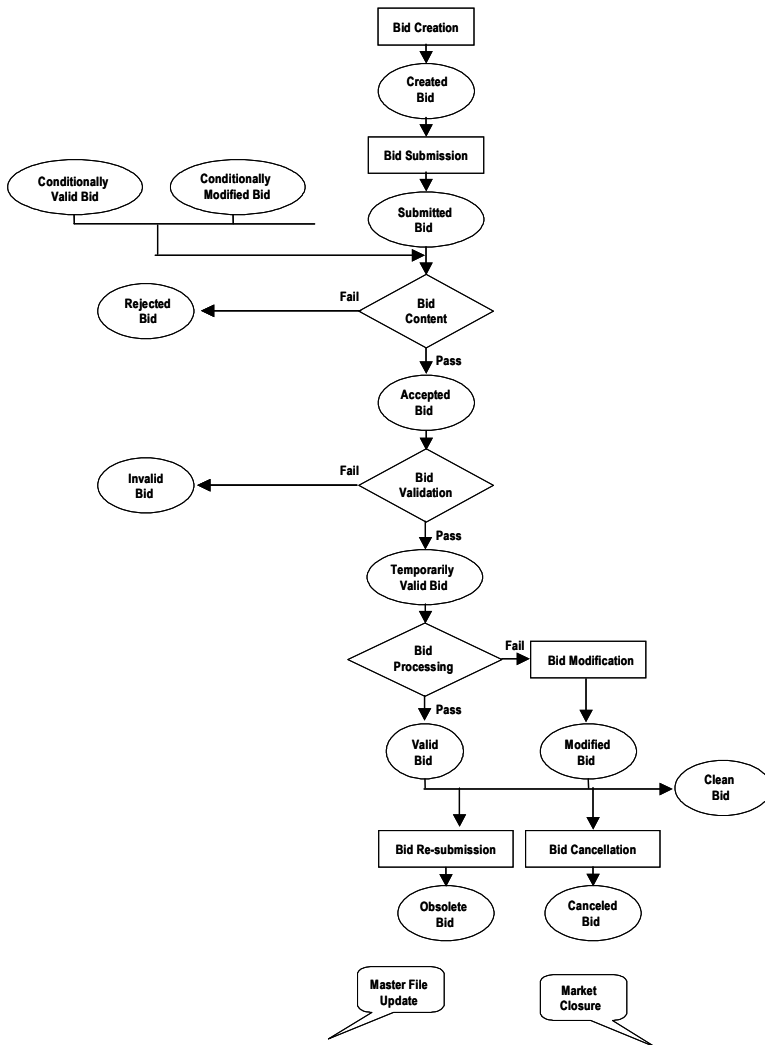 Bid Creation
Created
Bid
Bid Submission
Conditionally
Valid Bid
Conditionally
Modified Bid
Submitted
Bid
Rejected
Bid
Fail
Bid
Content
Pass
Accepted
Bid
Invalid
Bid
Fail
Bid
Validation
Pass
Temporarily
Valid Bid
Bid
Processing
Fail
Bid Modification
Pass
Valid
Bid
Modified
Bid
Clean
Bid
Bid Re-submission
Bid Cancellation
Obsolete
Bid
Canceled
Bid
Master File
Update
Market
Closure